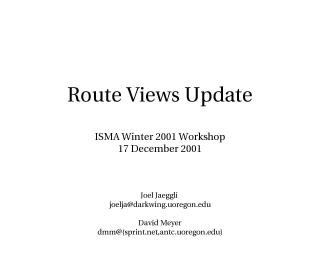 Route Views Update
ISMA Winter 2001 Workshop
17 December 2001
Joel Jaeggli
joelja@darkwing.uoregon.edu
David Meyer
dmm@{sprint.net,antc.uoregon.edu}